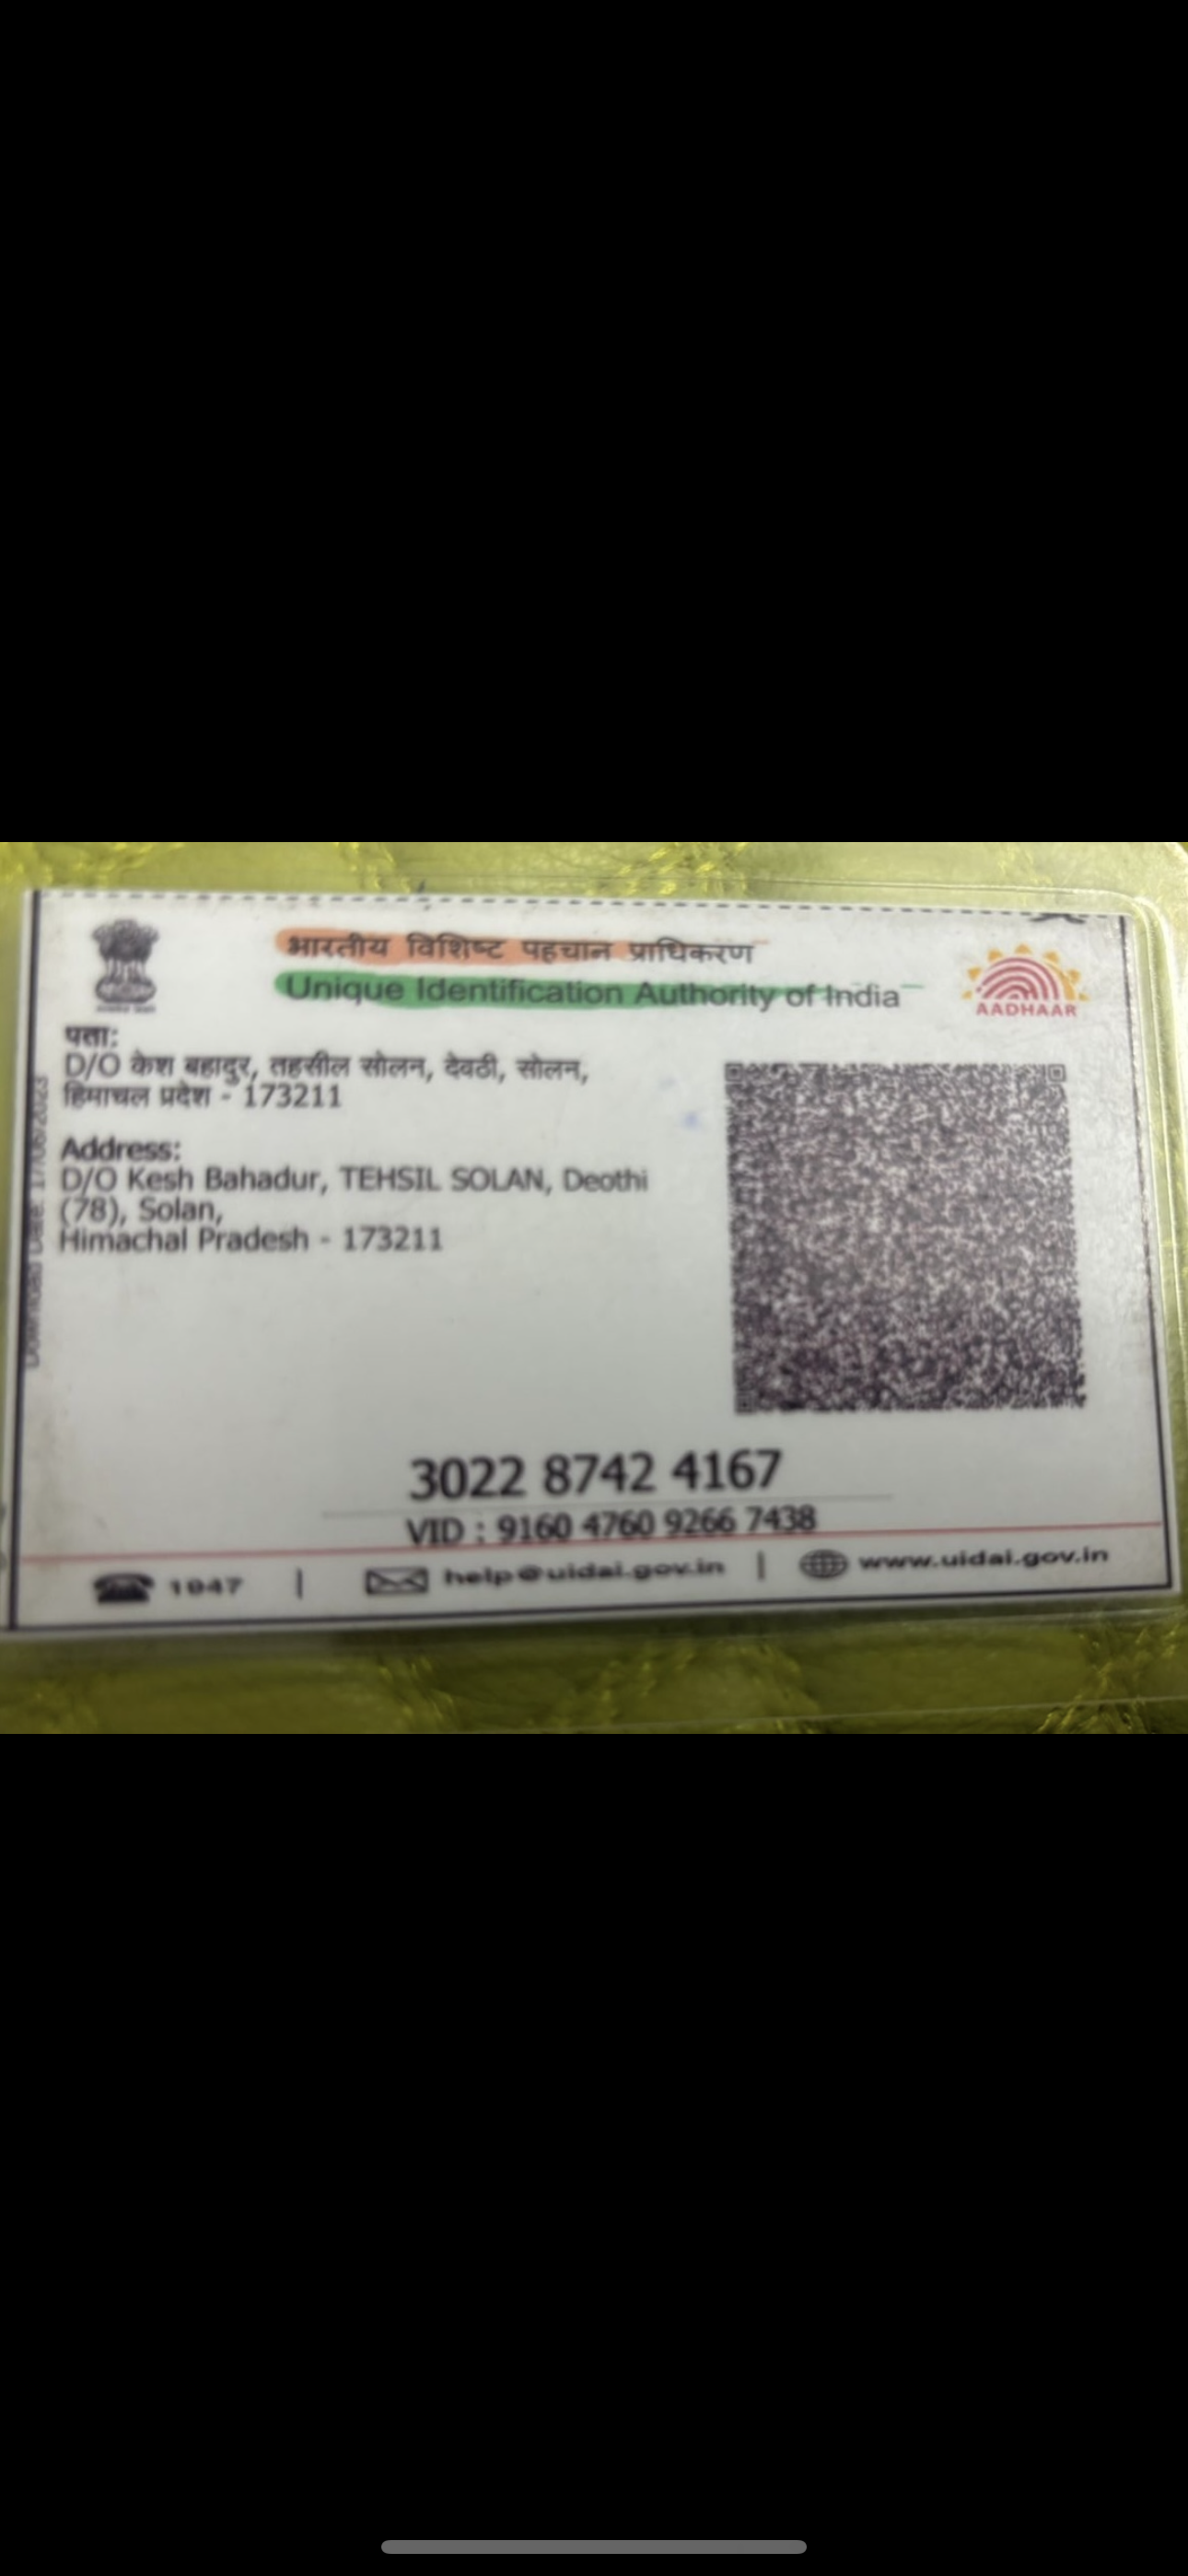 भारतीय विशिष्ट पहचान प्राधिकरण
Unique Identification Authority of India
AADHAAR
पता:
D/O केश बहादुर, तहसील सोलन, देवठी, सोलन,
हिमाचल प्रदेश - 173211
Address:
D/O Kesh Bahadur, TEHSIL SOLAN, Deothi
(78), Solan,
Himachal Pradesh - 173211
3022 8742 4167
VID : 9160 4760 9266 7438
1947 | help@uidai.gov.in | www.uidai.gov.in